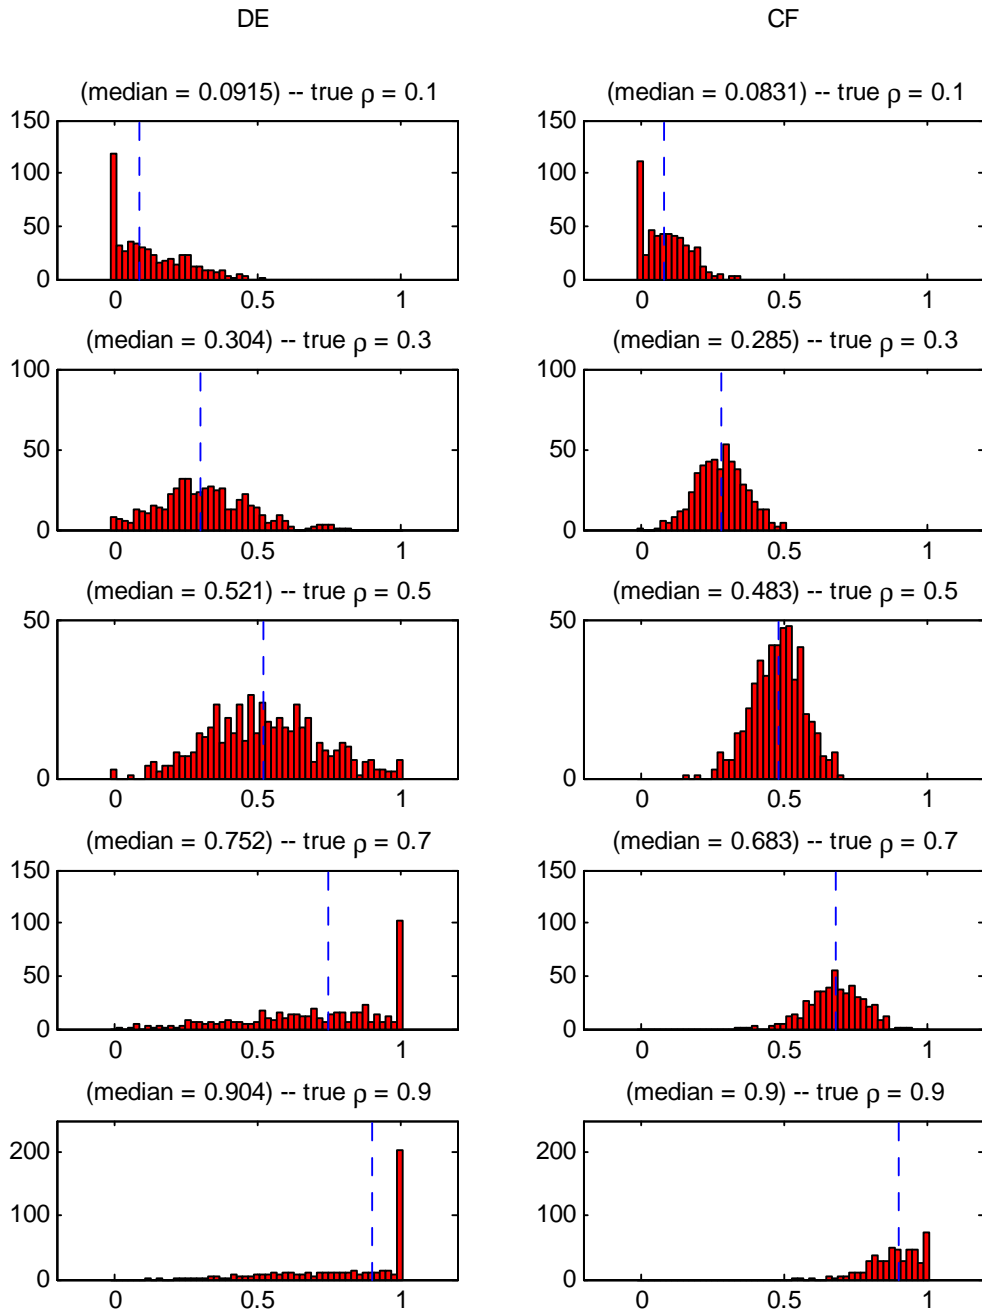 DE CF
(median = 0.0915) -- true ρ = 0.1 (median = 0.0831) -- true ρ = 0.1
150 150
100 100
50 50
0 0
0 0.5 1 0 0.5 1
(median = 0.304) -- true ρ = 0.3 (median = 0.285) -- true ρ = 0.3
100 100
50 50
0 0
0 0.5 1 0 0.5 1
(median = 0.521) -- true ρ = 0.5 (median = 0.483) -- true ρ = 0.5
50 50
0 0
0 0.5 1 0 0.5 1
(median = 0.752) -- true ρ = 0.7 (median = 0.683) -- true ρ = 0.7
150 150
100 100
50 50
0 0
0 0.5 1 0 0.5 1
(median = 0.904) -- true ρ = 0.9 (median = 0.9) -- true ρ = 0.9
200 200
100 100
0 0
0 0.5 1 0 0.5 1